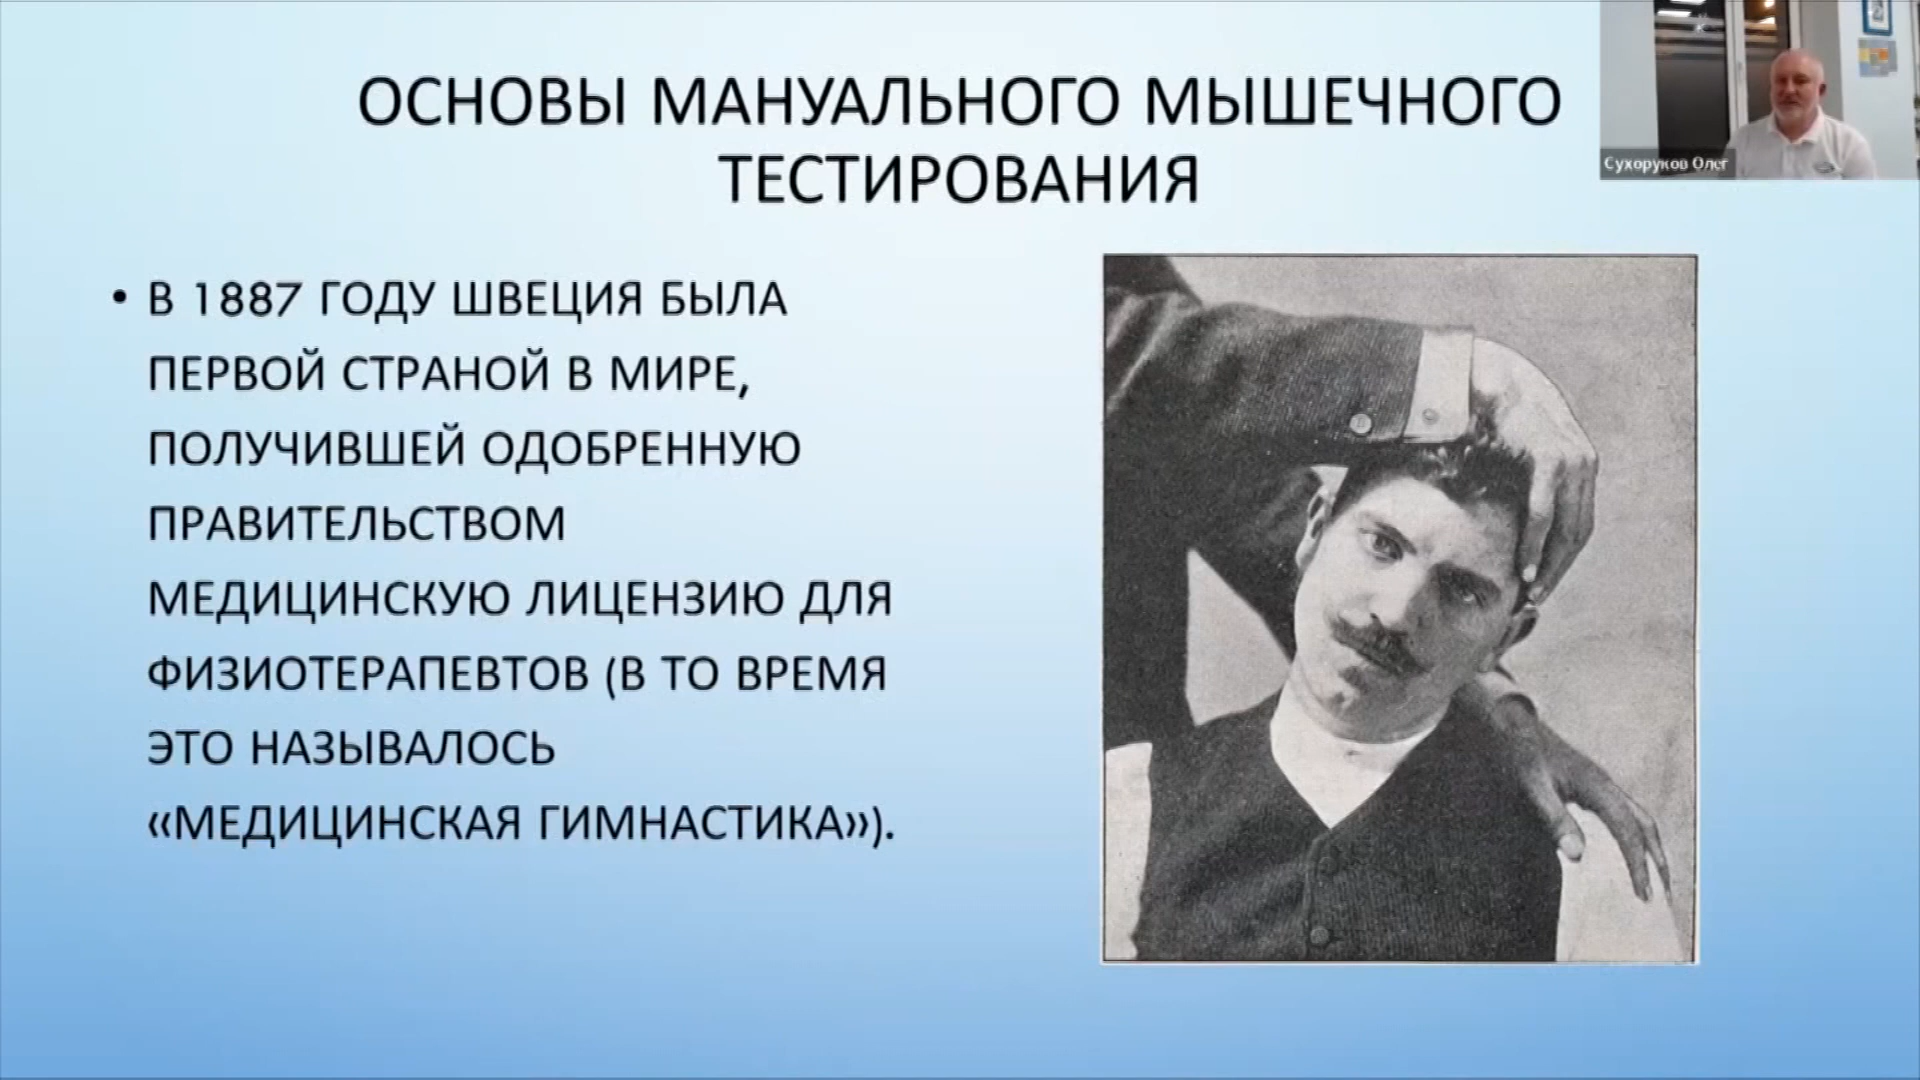 ОСНОВЫ МАНУАЛЬНОГО МЫШЕЧНОГО
ТЕСТИРОВАНИЯ
Сухоруков Олег
• В 1887 ГОДУ ШВЕЦИЯ БЫЛА
ПЕРВОЙ СТРАНОЙ В МИРЕ,
ПОЛУЧИВШЕЙ ОДОБРЕННУЮ
ПРАВИТЕЛЬСТВОМ
МЕДИЦИНСКУЮ ЛИЦЕНЗИЮ ДЛЯ
ФИЗИОТЕРАПЕВТОВ (В ТО ВРЕМЯ
ЭТО НАЗЫВАЛОСЬ
«МЕДИЦИНСКАЯ ГИМНАСТИКА»).